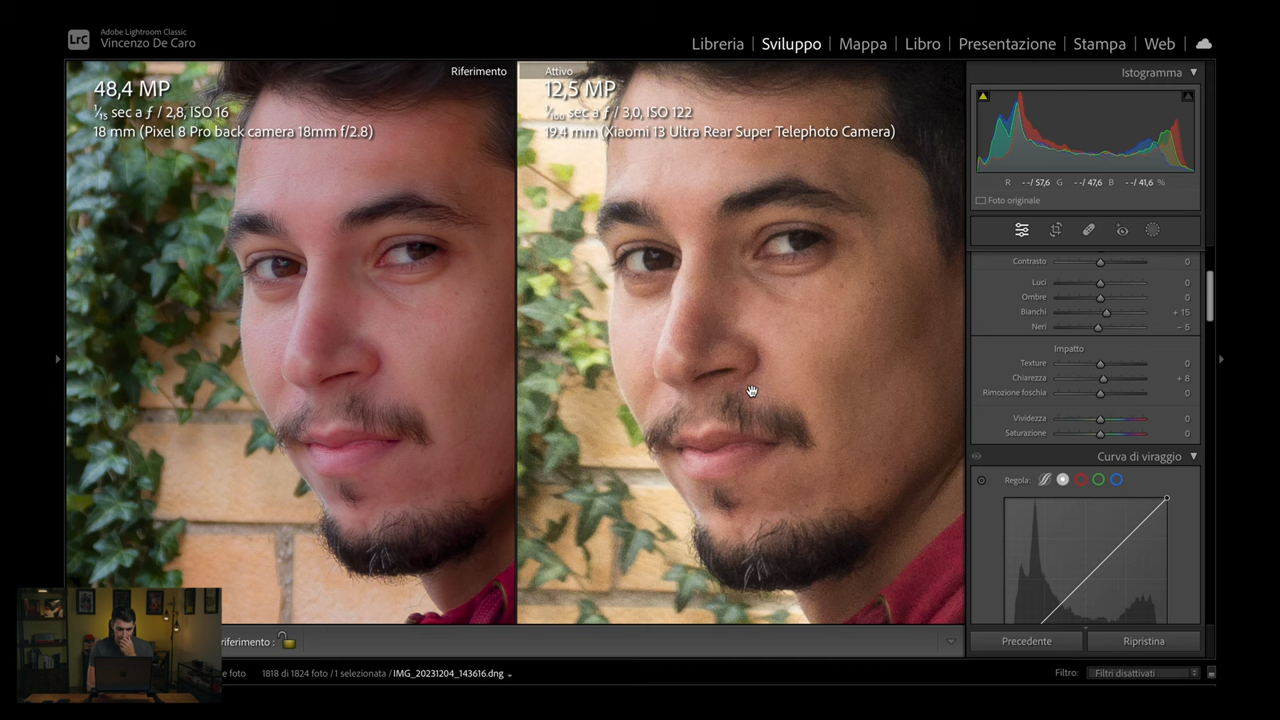 LrC
Adobe Lightroom Classic
Vincenzo De Caro
Libreria | Sviluppo | Mappa | Libro | Presentazione | Stampa | Web
Riferimento
48,4 MP
1/15 sec a ƒ / 2,8, ISO 16
18 mm (Pixel 8 Pro back camera 18mm f/2.8)
Attivo
12,5 MP
1/100 sec a ƒ / 3,0, ISO 122
19.4 mm (Xiaomi 13 Ultra Rear Super Telephoto Camera)
Istogramma
R --/ 57,6 G --/ 47,6 B --/ 41,6 %
Foto originale
Contrasto 0
Luci 0
Ombre 0
Bianchi + 15
Neri – 5
Impatto
Texture 0
Chiarezza + 8
Rimozione foschia 0
Vividezza 0
Saturazione 0
Curva di viraggio
Regola:
Precedente Ripristina
riferimento :
e foto 1818 di 1824 foto / 1 selezionata / IMG_20231204_143616.dng
Filtro: Filtri disattivati